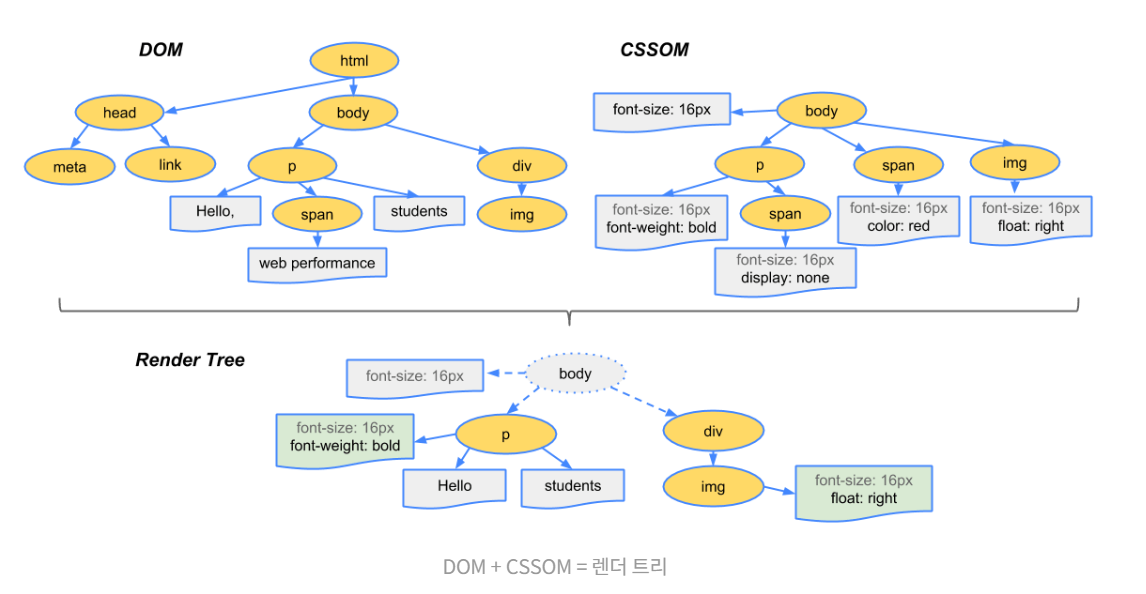 DOM
html
head
body
meta
link
p
div
Hello,
span
students
img
web performance
CSSOM
font-size: 16px
body
p
span
img
font-size: 16px
font-weight: bold
span
font-size: 16px
color: red
font-size: 16px
float: right
font-size: 16px
display: none
Render Tree
font-size: 16px
body
font-size: 16px
font-weight: bold
p
div
Hello
students
img
font-size: 16px
float: right
DOM + CSSOM = 렌더 트리